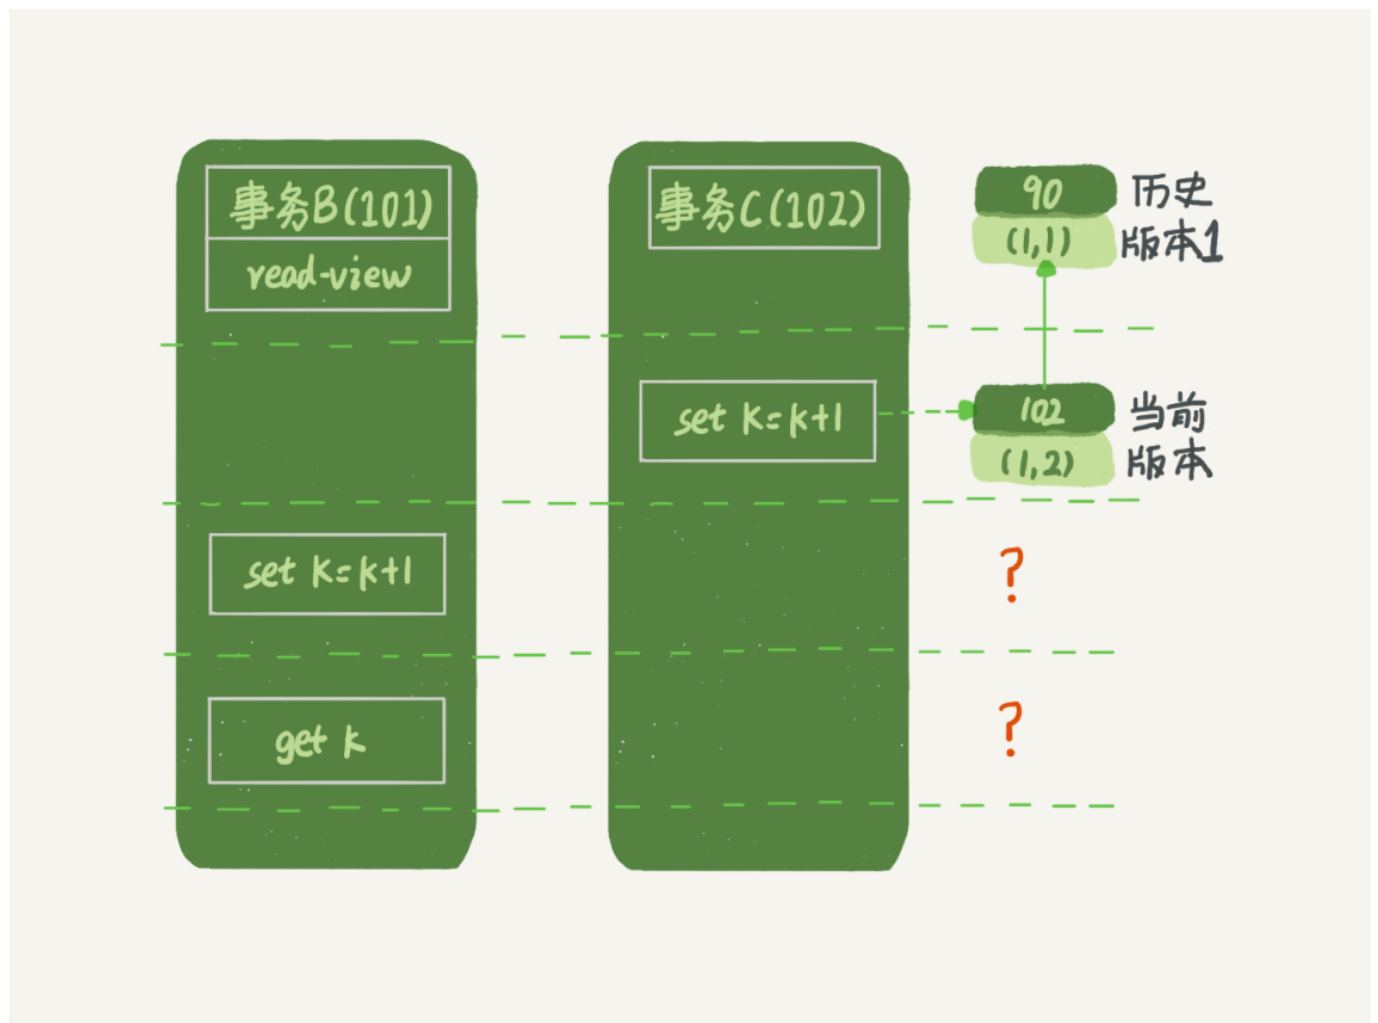 事务B(101)
read-view
事务C(102)
90
(1,1)
历史
版本1
set k=k+1
102
(1,2)
当前
版本
set k=k+1
?
get k
?